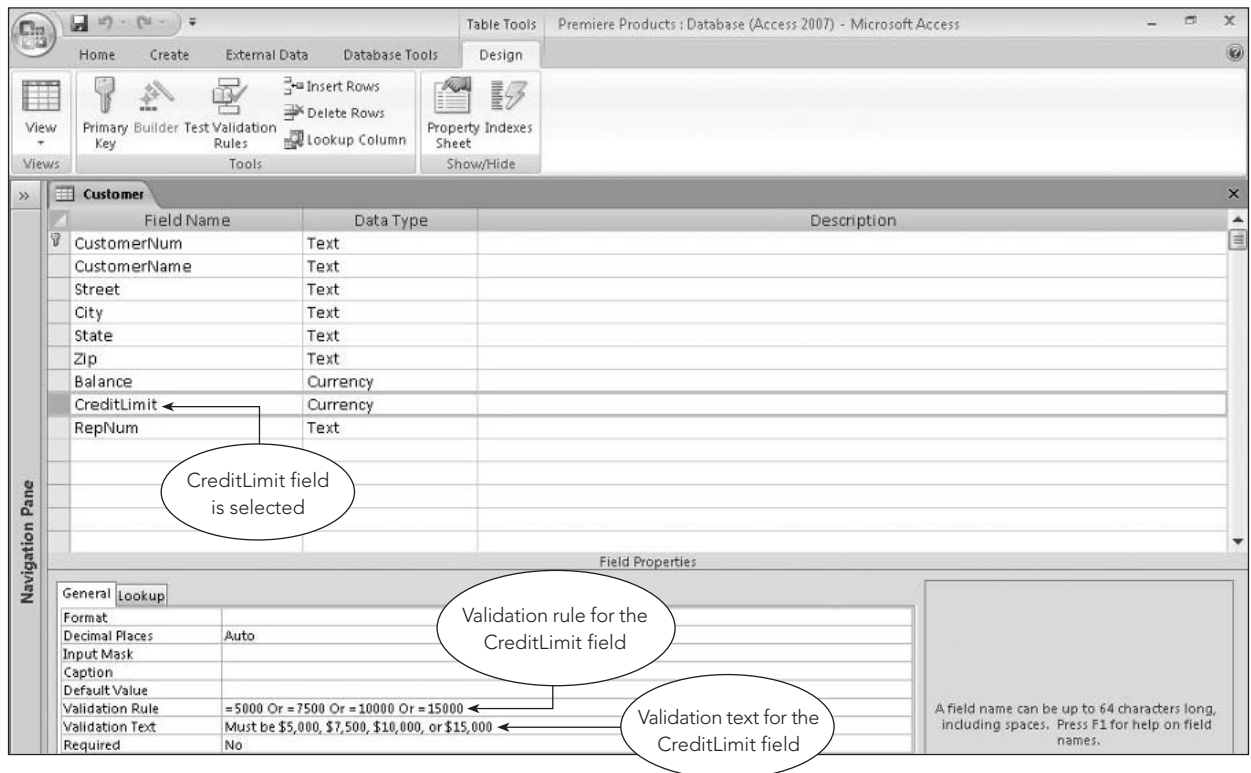 Table Tools Premiere Products : Database (Access 2007) - Microsoft Access
Home Create External Data Database Tools Design
View
Primary Key
Builder
Test Validation Rules
Insert Rows
Delete Rows
Lookup Column
Property Sheet
Indexes
Views Tools Show/Hide
Customer
Field Name Data Type Description
CustomerNum Text
CustomerName Text
Street Text
City Text
State Text
Zip Text
Balance Currency
CreditLimit Currency
RepNum Text
CreditLimit field
is selected
Navigation Pane
Field Properties
General Lookup
Format
Decimal Places Auto
Input Mask
Caption
Default Value
Validation Rule =5000 Or =7500 Or =10000 Or =15000
Validation Text Must be $5,000, $7,500, $10,000, or $15,000
Required No
Validation rule for the
CreditLimit field
Validation text for the
CreditLimit field
A field name can be up to 64 characters long,
including spaces. Press F1 for help on field
names.